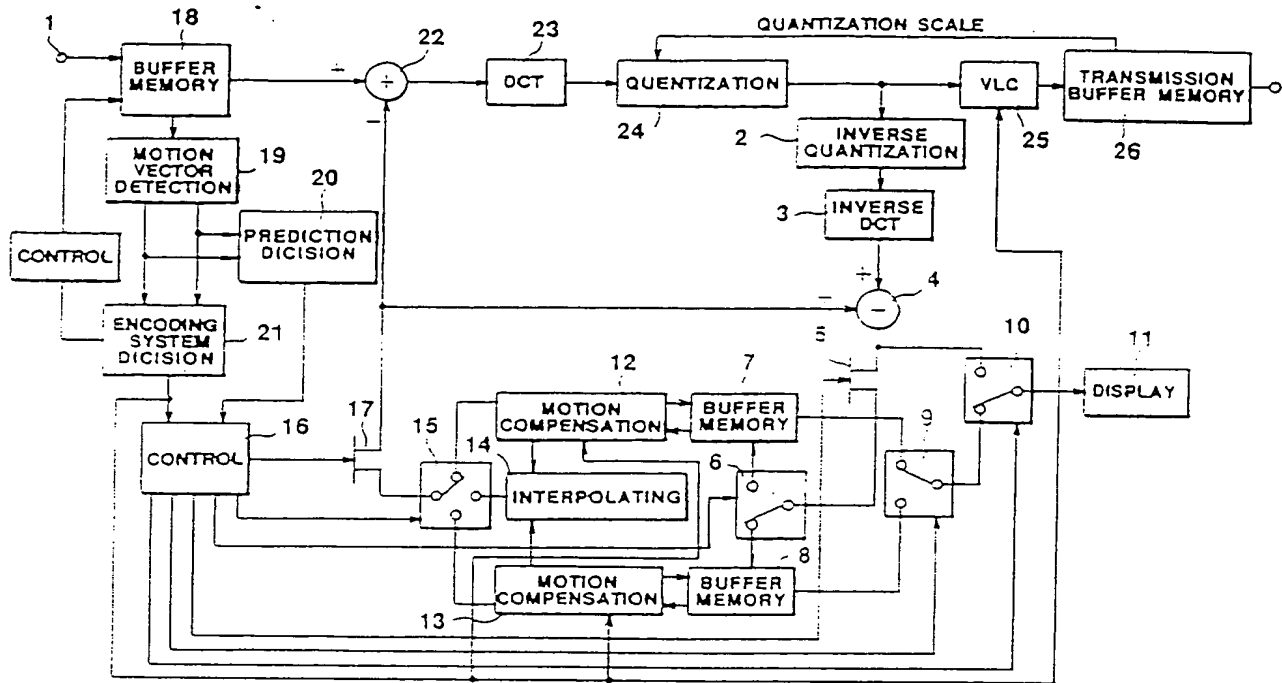 QUANTIZATION SCALE
1
18
22
23
BUFFER
MEMORY
÷
÷
DCT
QUENTIZATION
VLC
TRANSMISSION
BUFFER MEMORY
−
24
25
26
2
INVERSE
QUANTIZATION
MOTION
VECTOR
DETECTION
19
20
3
INVERSE
DCT
CONTROL
PREDICTION
DICISION
÷
−
−
4
ENCODING
SYSTEM
DICISION
21
5
10
11
DISPLAY
12
7
MOTION
COMPENSATION
BUFFER
MEMORY
16
17
15
14
6
9
CONTROL
INTERPOLATING
8
MOTION
COMPENSATION
BUFFER
MEMORY
13